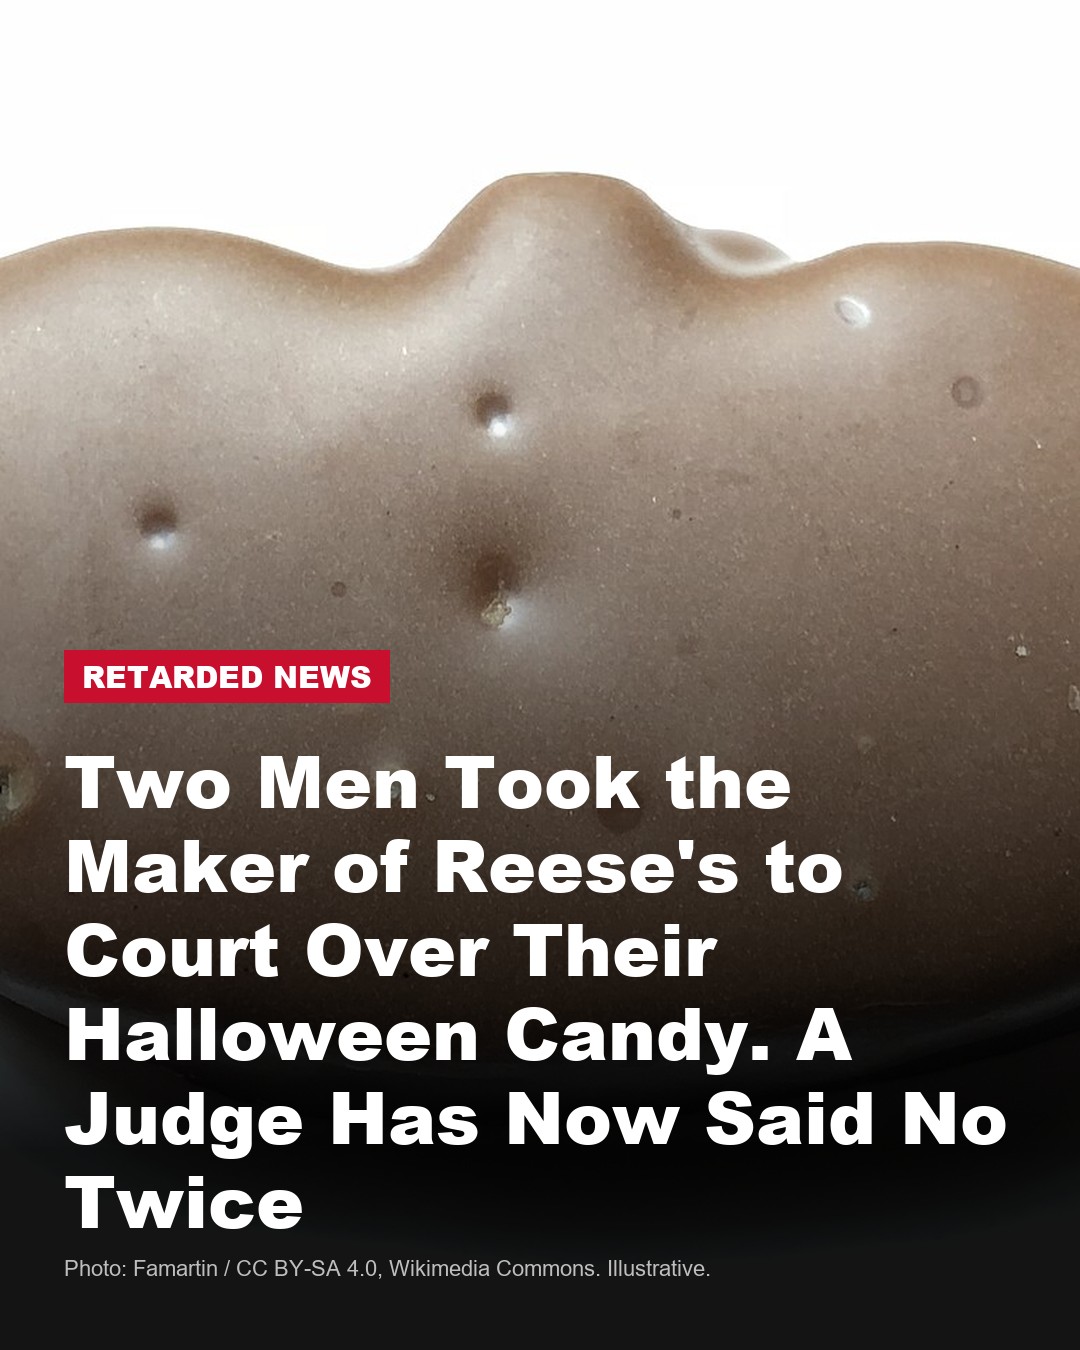 RETARDED NEWS
Two Men Took the
Maker of Reese's to
Court Over Their
Halloween Candy. A
Judge Has Now Said No
Twice
Photo: Famartin / CC BY-SA 4.0, Wikimedia Commons. Illustrative.